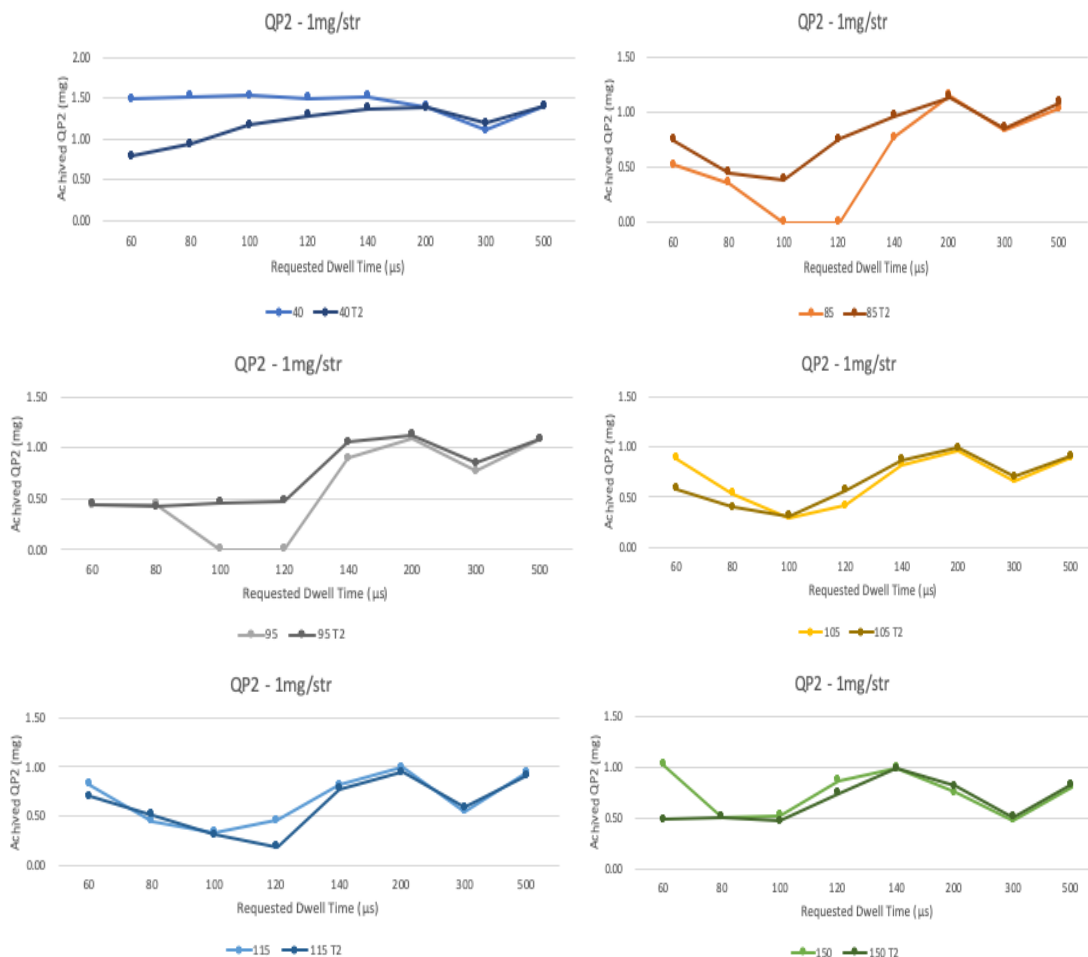 QP2 - 1mg/str
Achived QP2 (mg)
2.00
1.50
1.00
0.50
0.00
60 80 100 120 140 200 300 500
Requested Dwell Time (µs)
40 40 T2
QP2 - 1mg/str
Achived QP2 (mg)
1.50
1.00
0.50
0.00
60 80 100 120 140 200 300 500
Requested Dwell Time (µs)
85 85 T2
QP2 - 1mg/str
Achived QP2 (mg)
1.50
1.00
0.50
0.00
60 80 100 120 140 200 300 500
Requested Dwell Time (µs)
95 95 T2
QP2 - 1mg/str
Achived QP2 (mg)
1.50
1.00
0.50
0.00
60 80 100 120 140 200 300 500
Requested Dwell Time (µs)
105 105 T2
QP2 - 1mg/str
Achived QP2 (mg)
1.50
1.00
0.50
0.00
60 80 100 120 140 200 300 500
Requested Dwell Time (µs)
115 115 T2
QP2 - 1mg/str
Achived QP2 (mg)
1.50
1.00
0.50
0.00
60 80 100 120 140 200 300 500
Requested Dwell Time (µs)
150 150 T2